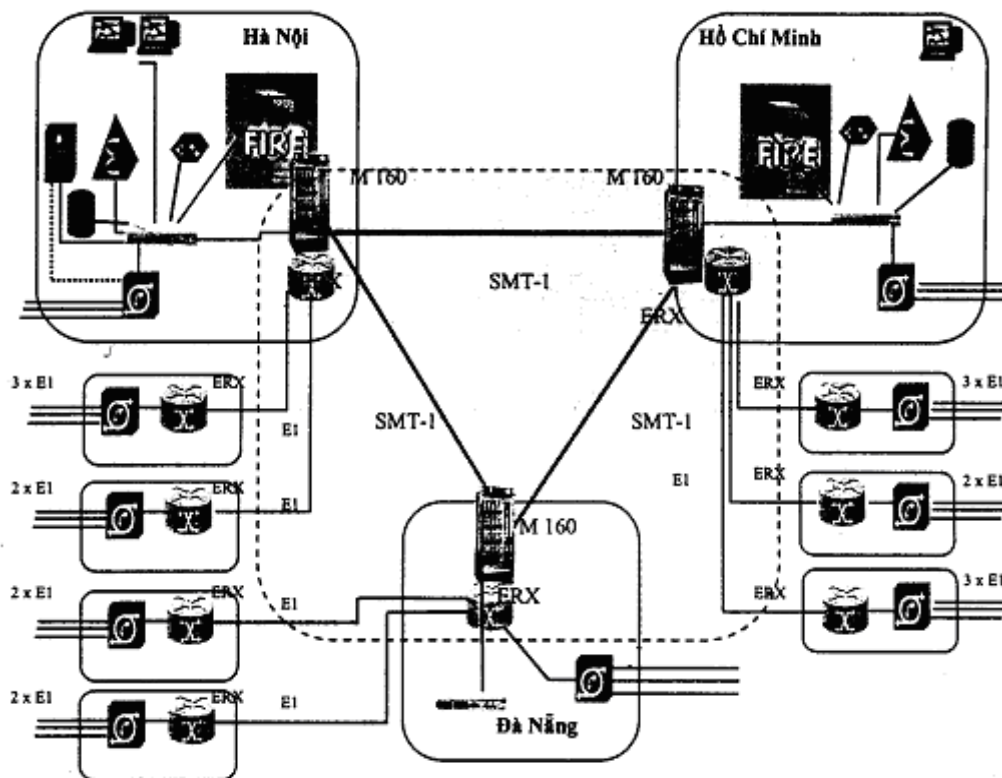 Hà Nội
Hồ Chí Minh
FIRE
FIRE
M 160
M 160
SMT-1
ERX
3 x E1
ERX
ERX
3 x E1
E1
SMT-1
SMT-1
2 x E1
ERX
E1
E1
ERX
2 x E1
M 160
2 x E1
ERX
E1
ERX
ERX
3 x E1
2 x E1
ERX
E1
Đà Nẵng